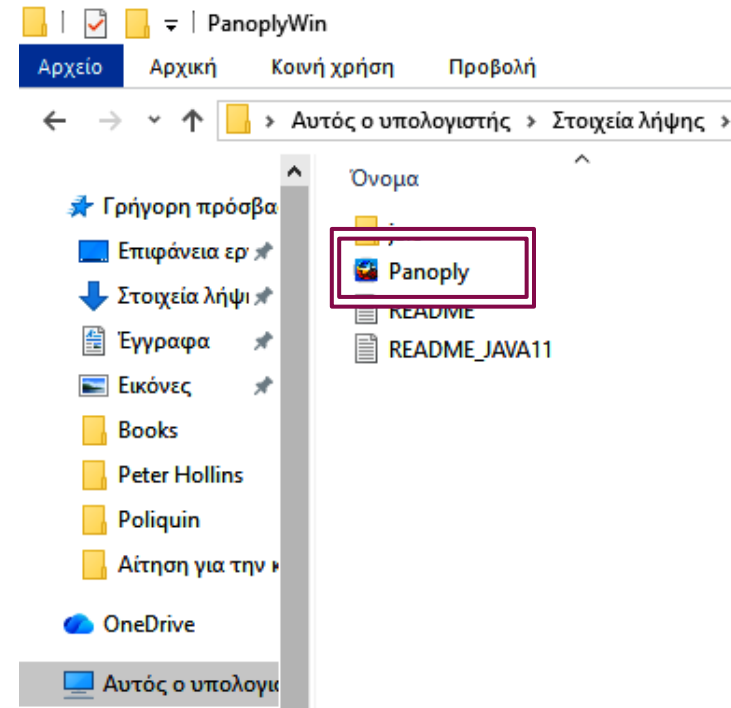 PanoplyWin
Αρχείο Αρχική Κοινή χρήση Προβολή
Αυτός ο υπολογιστής > Στοιχεία λήψης >
Όνομα
Γρήγορη πρόσβα
Επιφάνεια ερ
Στοιχεία λήψι
Έγγραφα
Εικόνες
Books
Peter Hollins
Poliquin
Αίτηση για την κ
OneDrive
Αυτός ο υπολογισ
Panoply
README
README_JAVA11